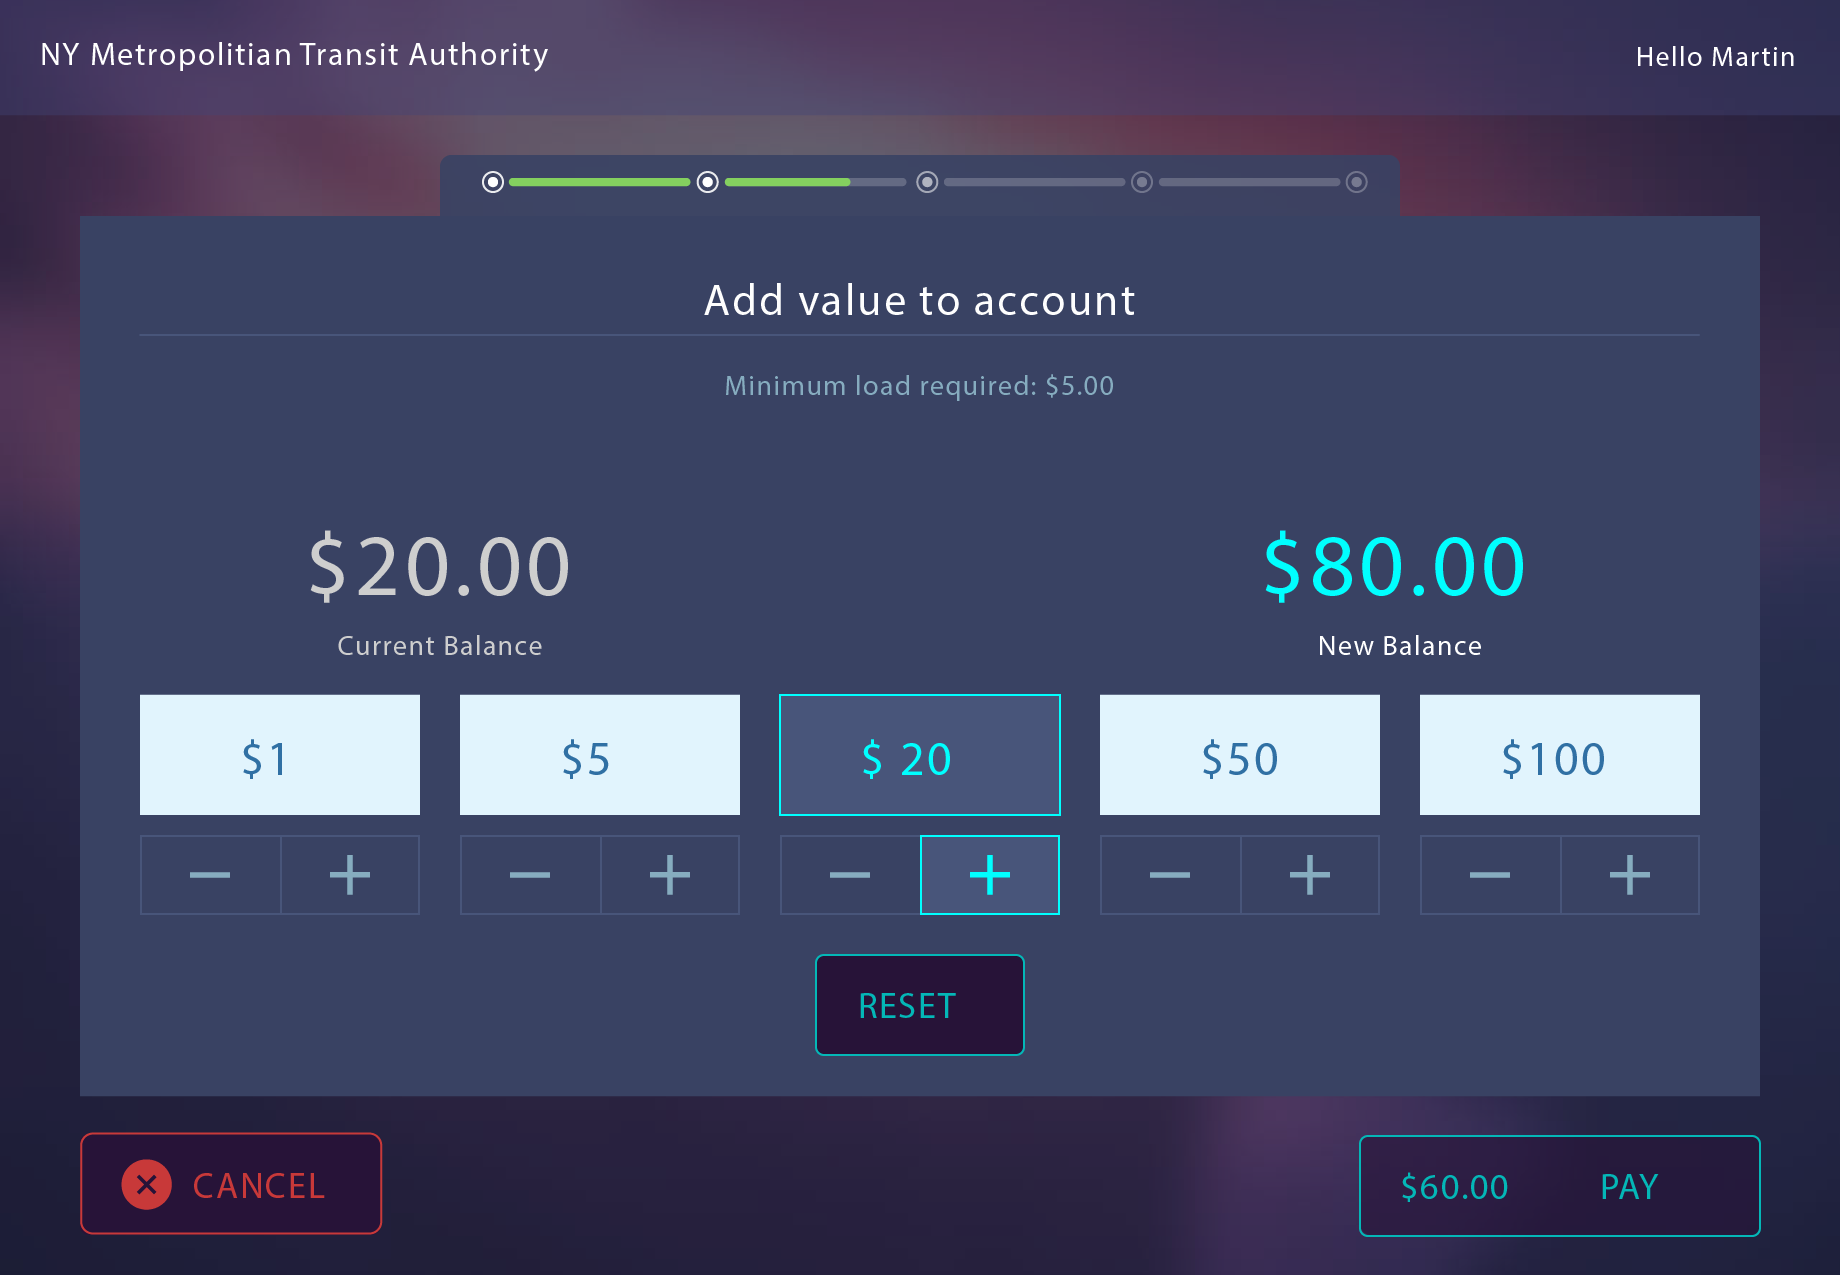 NY Metropolitian Transit Authority
Hello Martin
Add value to account
Minimum load required: $5.00
$20.00
Current Balance
$80.00
New Balance
$1
$5
$ 20
$50
$100
RESET
CANCEL
$60.00 PAY